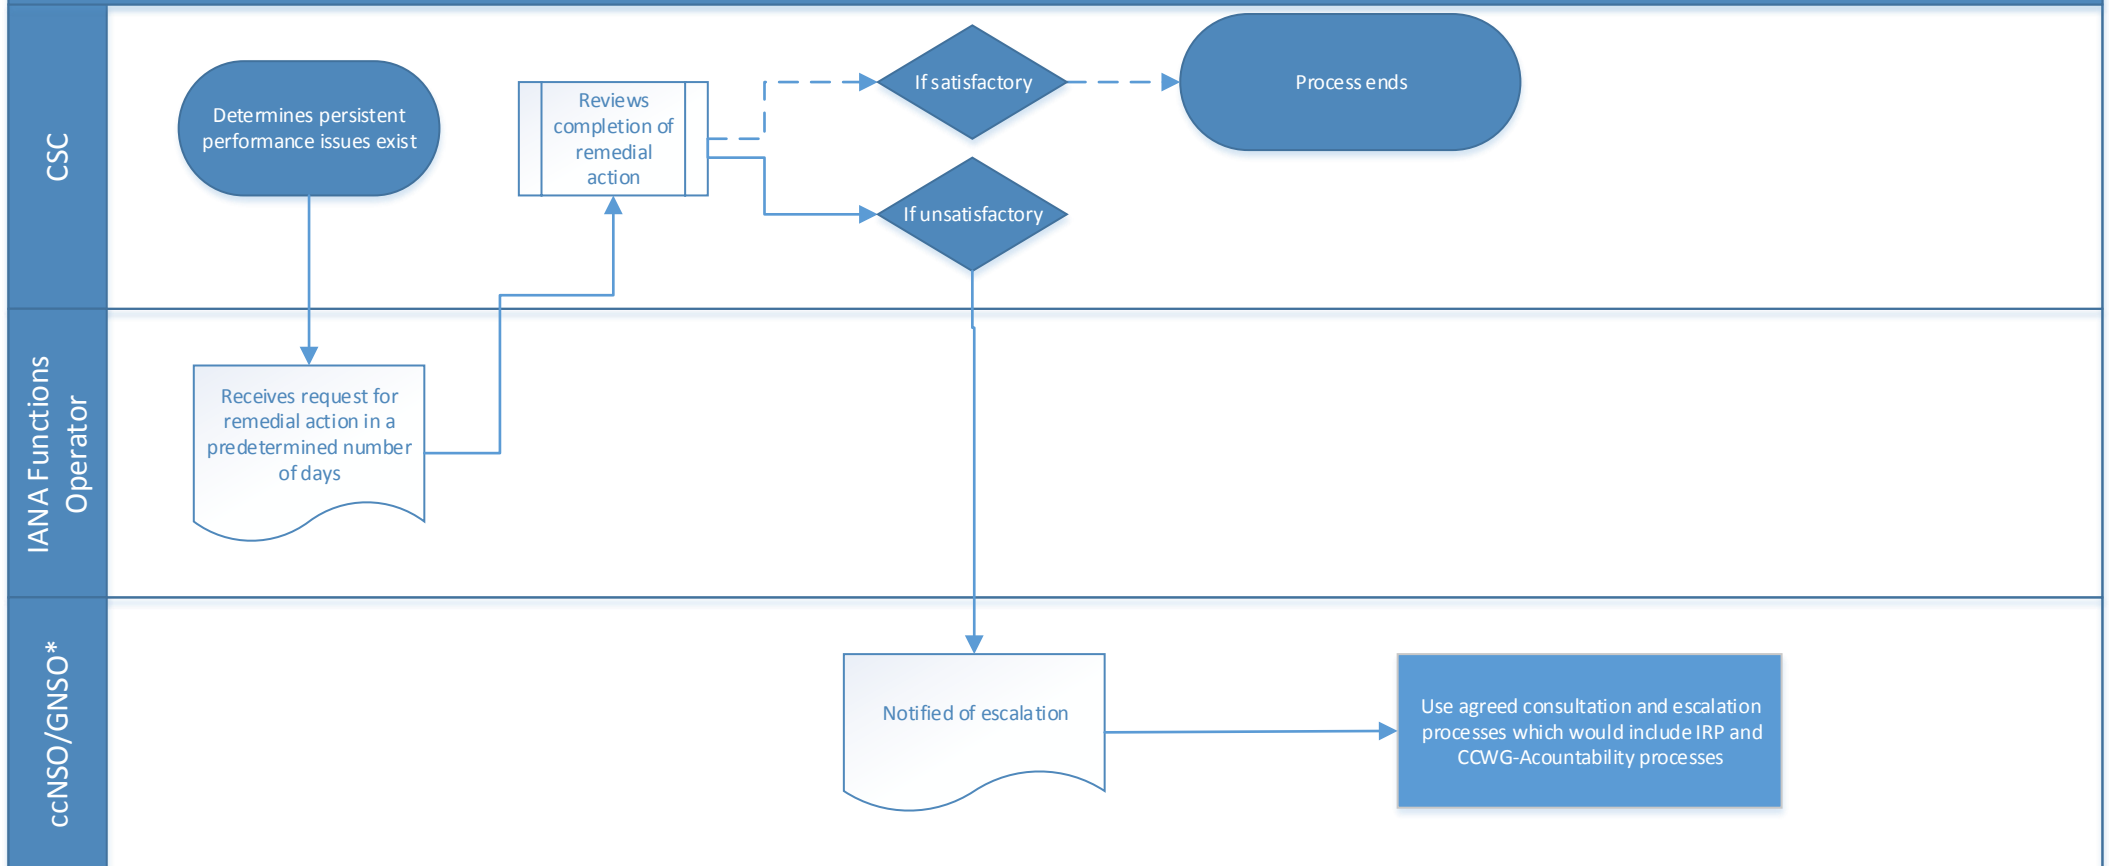 CSC
Determines persistent
performance issues exist
Reviews
completion of
remedial
action
If satisfactory
Process ends
If unsatisfactory
IANA Functions
Operator
Receives request for
remedial action in a
predetermined number
of days
ccNSO/GNSO*
Notified of escalation
Use agreed consultation and escalation
processes which would include IRP and
CCWG-Acountability processes